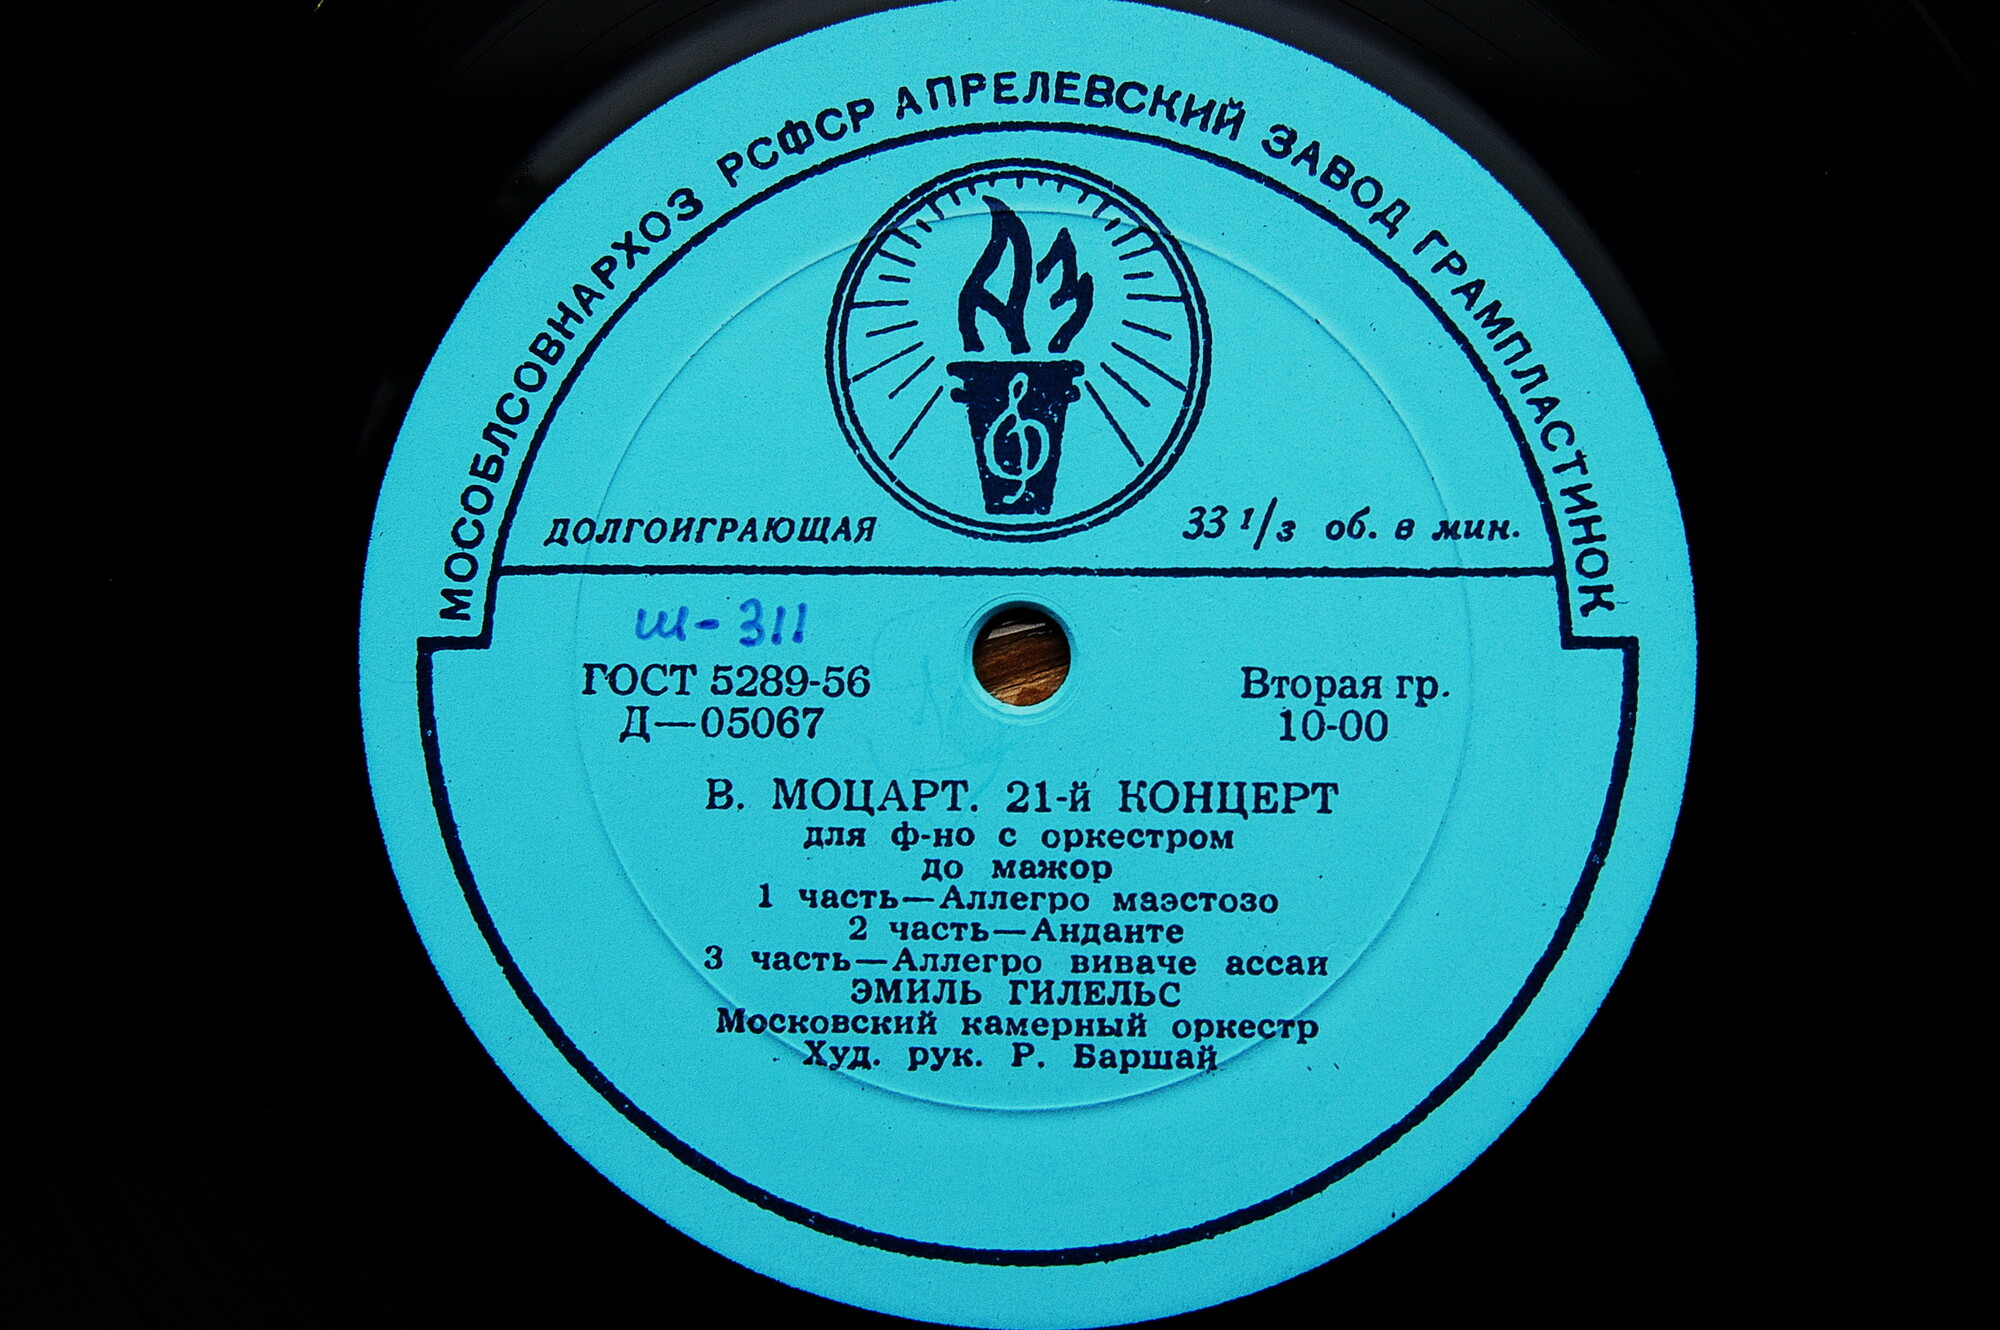 МОСОБЛСОВНАРХОЗ РСФСР АПРЕЛЕВСКИЙ ЗАВОД ГРАМПЛАСТИНОК
АЗ
ДОЛГОИГРАЮЩАЯ
33 1/3 об. в мин.
ш-311
ГОСТ 5289-56
Д—05067
Вторая гр.
10-00
В. МОЦАРТ. 21-й КОНЦЕРТ
для ф-но с оркестром
до мажор
1 часть—Аллегро маэстозо
2 часть—Анданте
3 часть—Аллегро виваче ассаи
ЭМИЛЬ ГИЛЕЛЬС
Московский камерный оркестр
Худ. рук. Р. Баршай